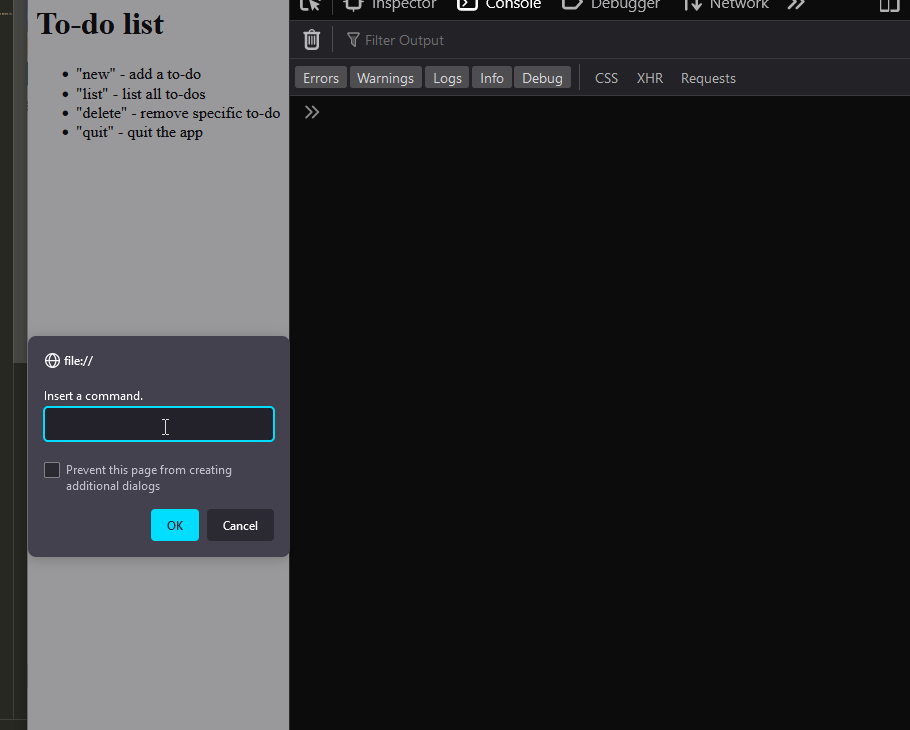 To-do list
"new" - add a to-do
"list" - list all to-dos
"delete" - remove specific to-do
"quit" - quit the app
file://
Insert a command.
Prevent this page from creating
additional dialogs
OK Cancel
Inspector Console Debugger Network
Filter Output
Errors Warnings Logs Info Debug CSS XHR Requests